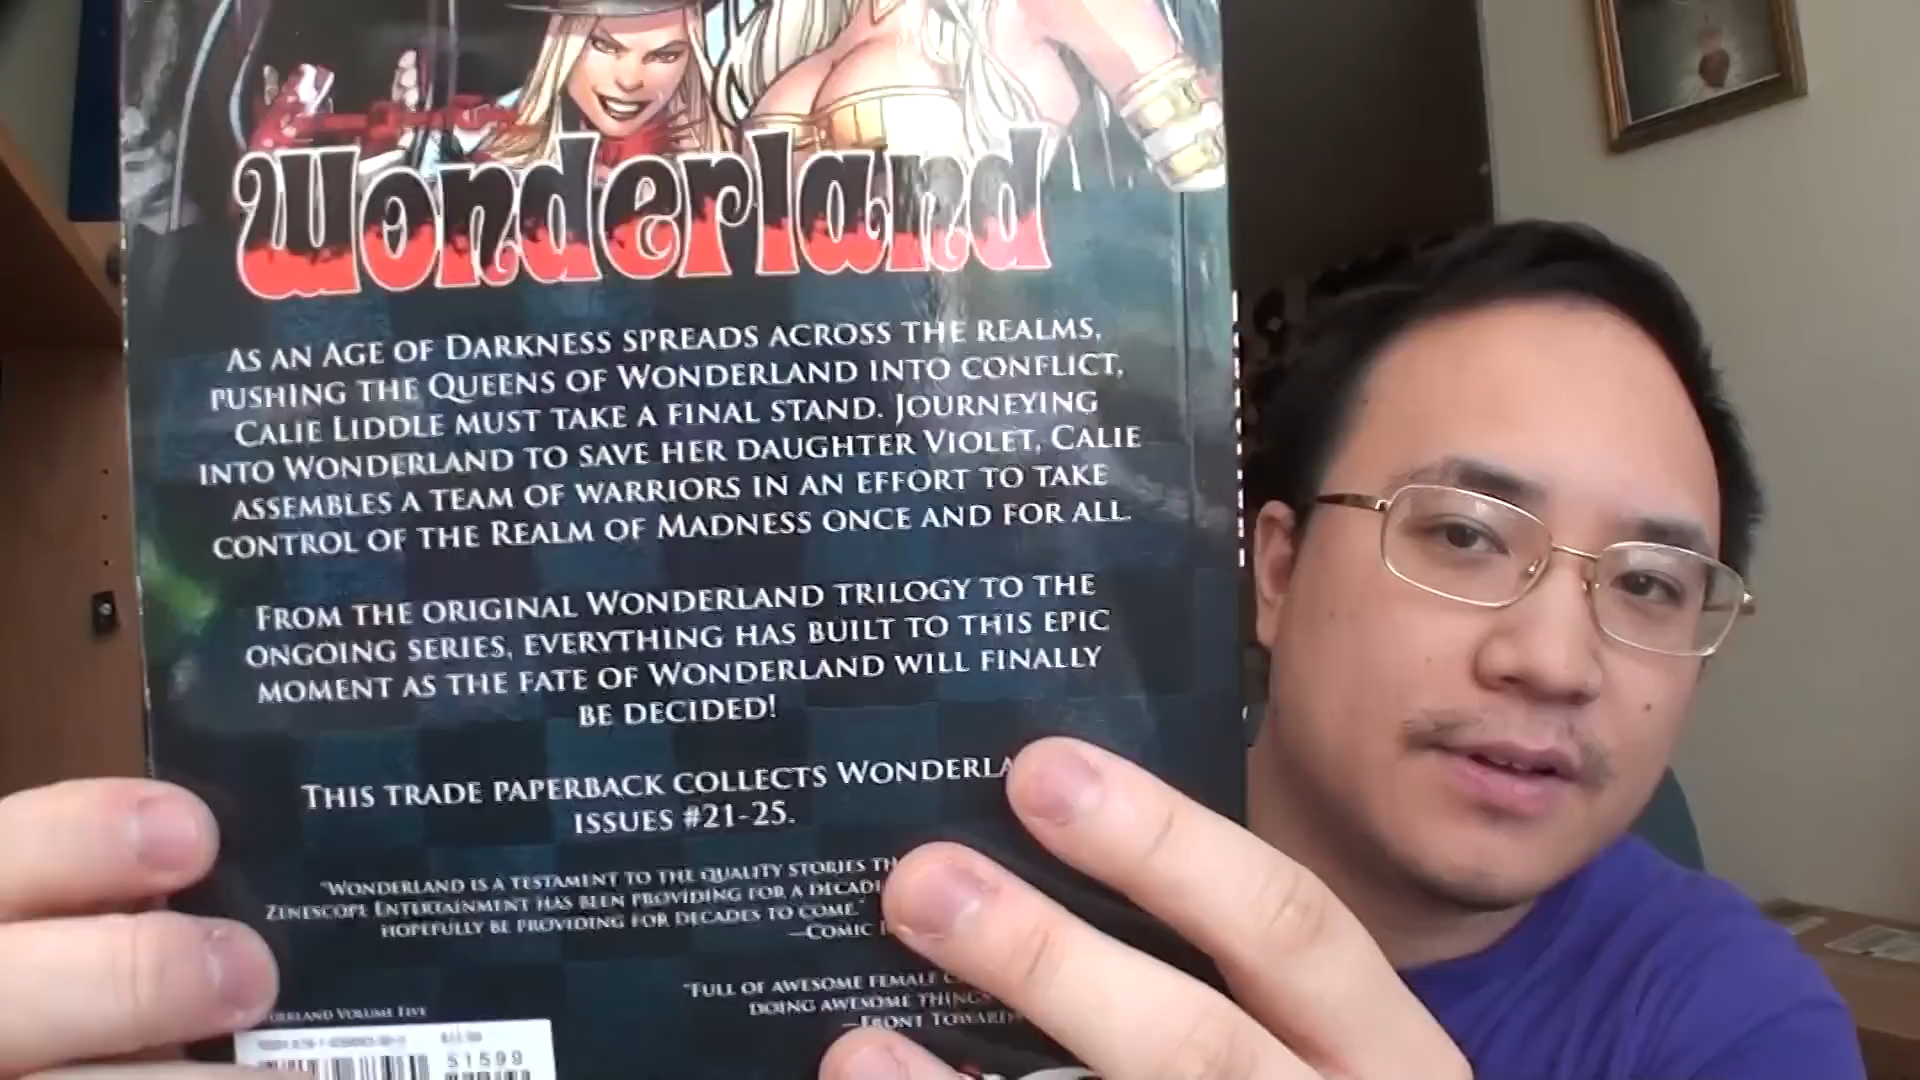 Wonderland
AS AN AGE OF DARKNESS SPREADS ACROSS THE REALMS,
PUSHING THE QUEENS OF WONDERLAND INTO CONFLICT,
CALIE LIDDLE MUST TAKE A FINAL STAND. JOURNEYING
INTO WONDERLAND TO SAVE HER DAUGHTER VIOLET, CALIE
ASSEMBLES A TEAM OF WARRIORS IN AN EFFORT TO TAKE
CONTROL OF THE REALM OF MADNESS ONCE AND FOR ALL.
FROM THE ORIGINAL WONDERLAND TRILOGY TO THE
ONGOING SERIES, EVERYTHING HAS BUILT TO THIS EPIC
MOMENT AS THE FATE OF WONDERLAND WILL FINALLY
BE DECIDED!
THIS TRADE PAPERBACK COLLECTS WONDERLA
ISSUES #21-25.
"WONDERLAND IS A TESTAMENT TO THE QUALITY STORIES TH
ZENESCOPE ENTERTAINMENT HAS BEEN PROVIDING FOR A DECADE
HOPEFULLY BE PROVIDING FOR DECADES TO COME."
—COMIC
"FULL OF AWESOME FEMALE
DOING AWESOME THINGS
—FRONT TOWARD
VOLUME FIVE
51599